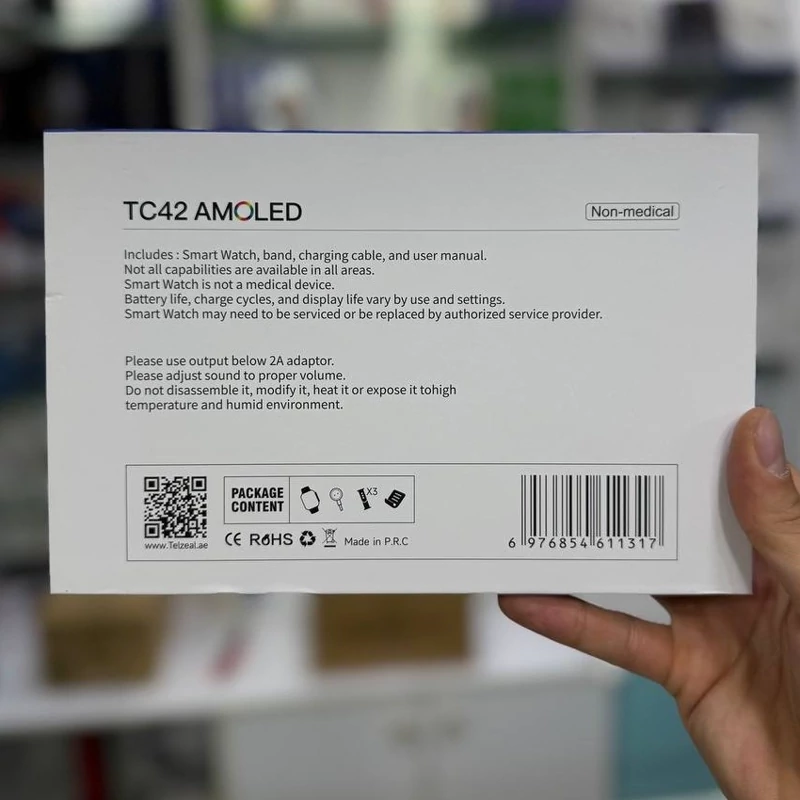 TC42 AMOLED
Non-medical
Includes : Smart Watch, band, charging cable, and user manual.
Not all capabilities are available in all areas.
Smart Watch is not a medical device.
Battery life, charge cycles, and display life vary by use and settings.
Smart Watch may need to be serviced or be replaced by authorized service provider.
Please use output below 2A adaptor.
Please adjust sound to proper volume.
Do not disassemble it, modify it, heat it or expose it tohigh
temperature and humid environment.
PACKAGE
CONTENT
X3
www.Telzeal.ae
CE RoHS
Made in P.R.C
6 976854 611317